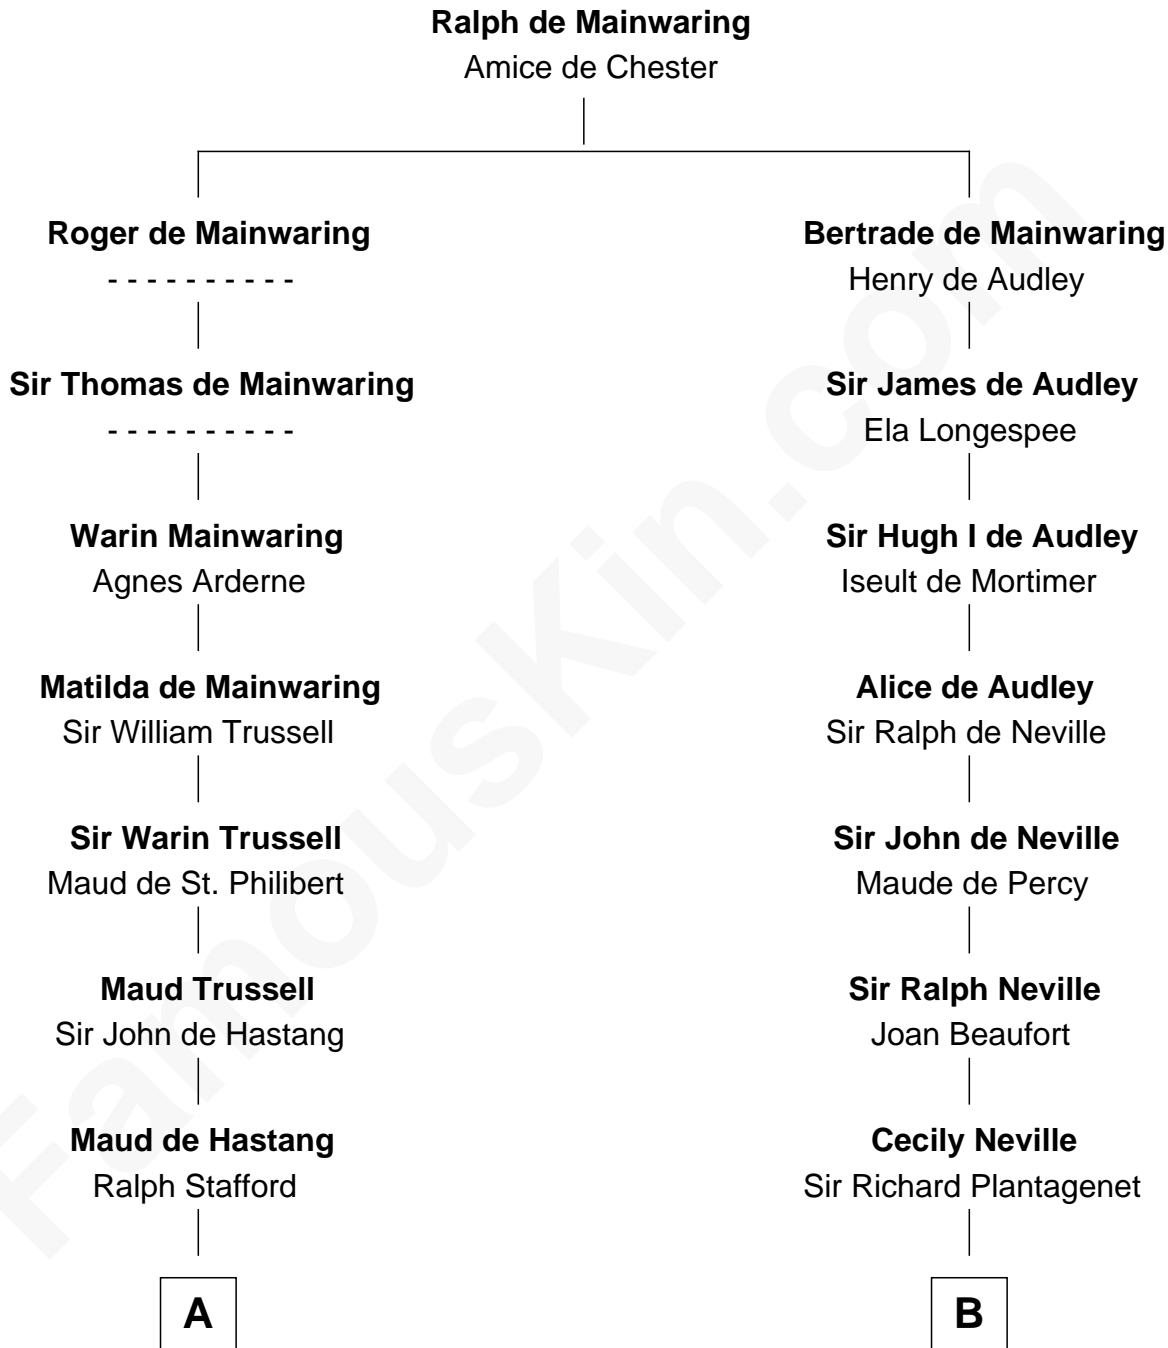 Ralph de Mainwaring
Amice de Chester
Roger de Mainwaring
- - - - - - - - - -
Sir Thomas de Mainwaring
- - - - - - - - - -
Warin Mainwaring
Agnes Arderne
Matilda de Mainwaring
Sir William Trussell
Sir Warin Trussell
Maud de St. Philibert
Maud Trussell
Sir John de Hastang
Maud de Hastang
Ralph Stafford
A
Bertrade de Mainwaring
Henry de Audley
Sir James de Audley
Ela Longespee
Sir Hugh I de Audley
Iseult de Mortimer
Alice de Audley
Sir Ralph de Neville
Sir John de Neville
Maude de Percy
Sir Ralph Neville
Joan Beaufort
Cecily Neville
Sir Richard Plantagenet
B
FamousKin.com